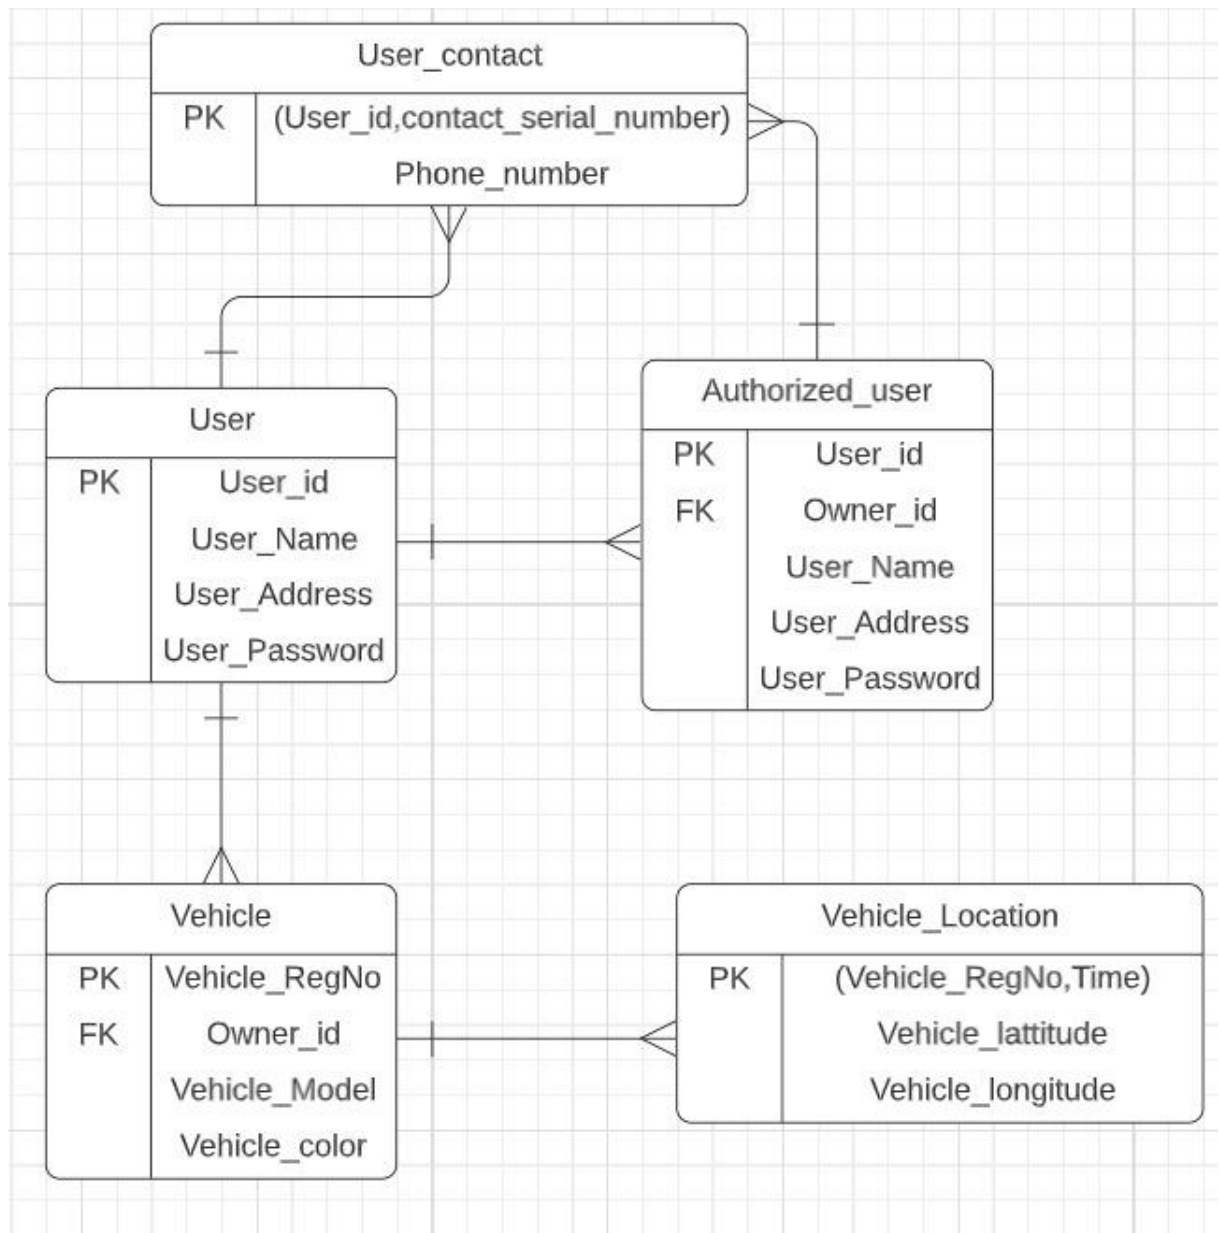 User_contact
PK (User_id,contact_serial_number)
Phone_number
User
PK User_id
User_Name
User_Address
User_Password
Authorized_user
PK User_id
FK Owner_id
User_Name
User_Address
User_Password
Vehicle
PK Vehicle_RegNo
FK Owner_id
Vehicle_Model
Vehicle_color
Vehicle_Location
PK (Vehicle_RegNo,Time)
Vehicle_lattitude
Vehicle_longitude